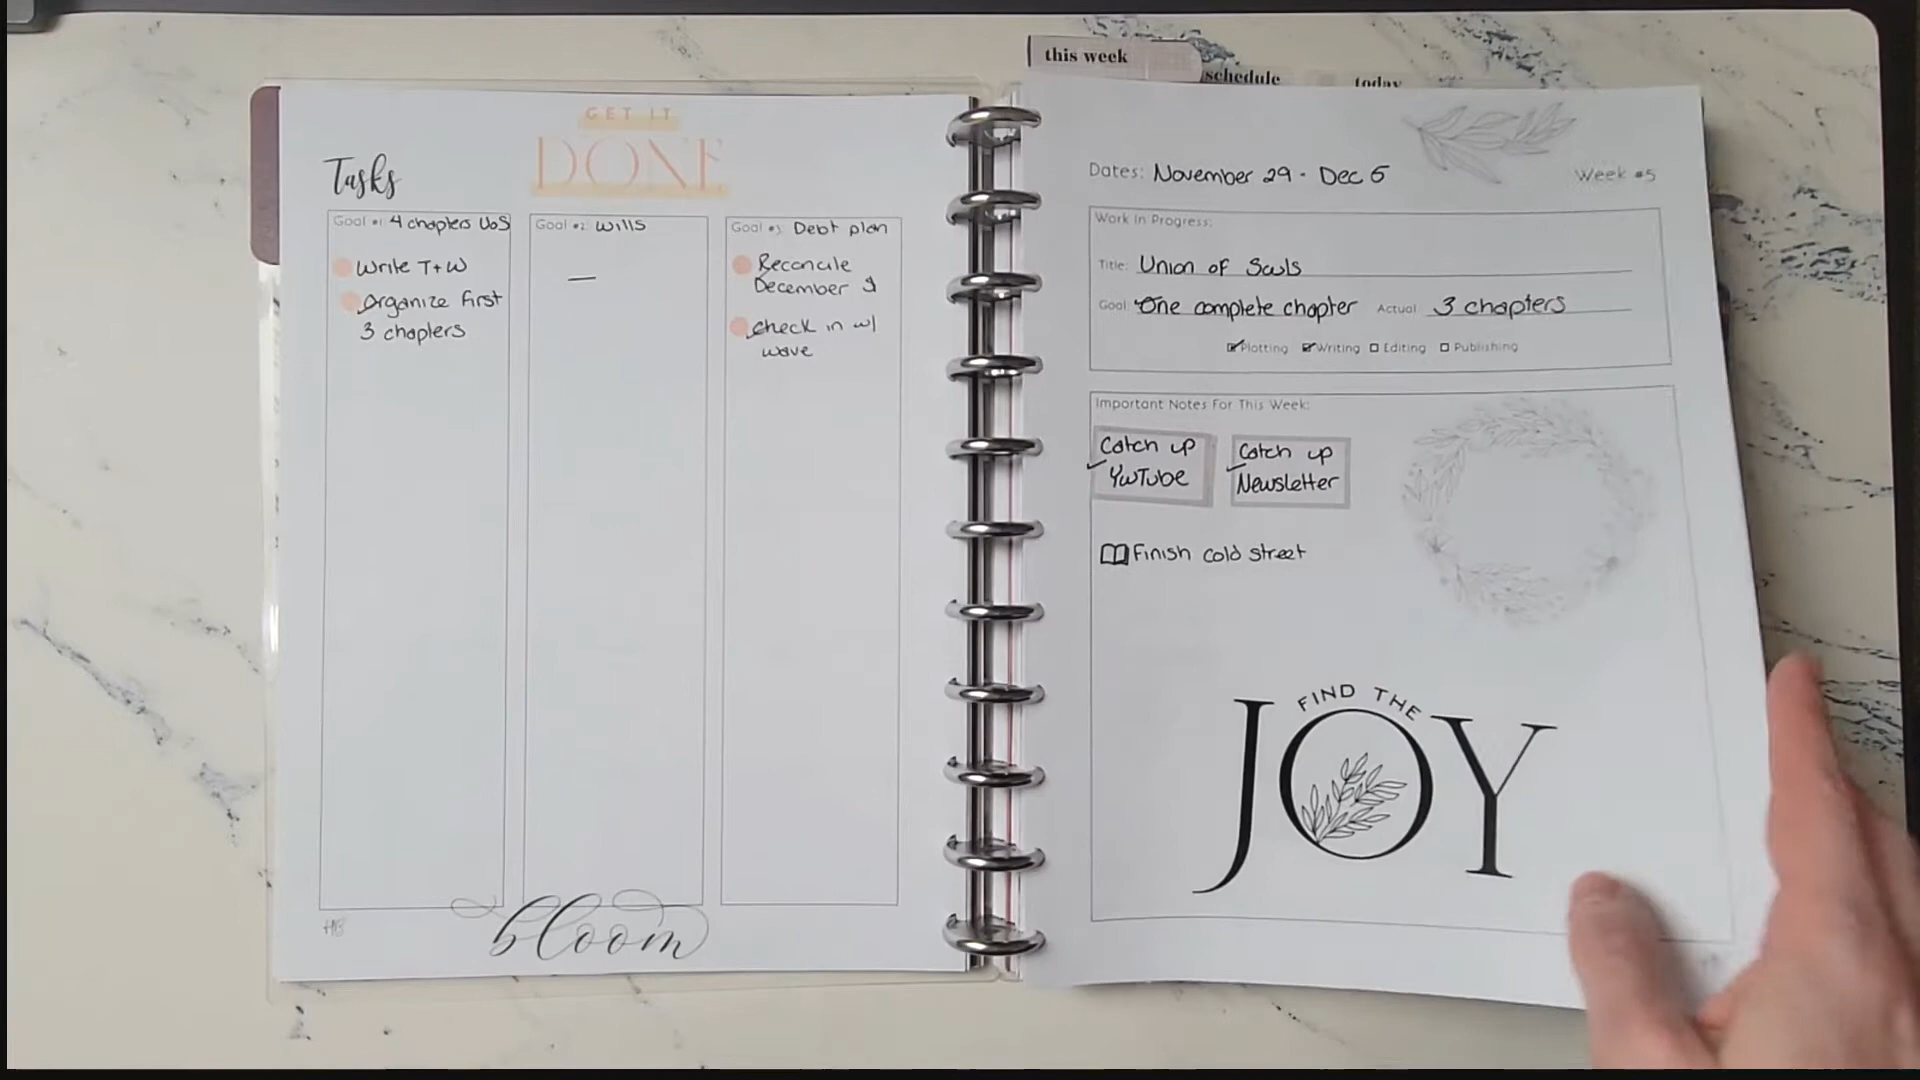 this week
schedule
today
GET IT
DONE
Tasks
Goal #1: 4 chapters UoS
Write T+W
Organize first
3 chapters
Goal #2: Wills
—
Goal #3: Debt plan
Reconcile
December $
check in w/
wave
bloom
HB
Dates: November 29 - Dec 5
Week #5
Work In Progress:
Title: Union of Souls
Goal: One complete chapter Actual: 3 chapters
Plotting Writing Editing Publishing
Important Notes For This Week:
Catch up
YouTube
Catch up
Newsletter
Finish cold street
FIND THE
JOY